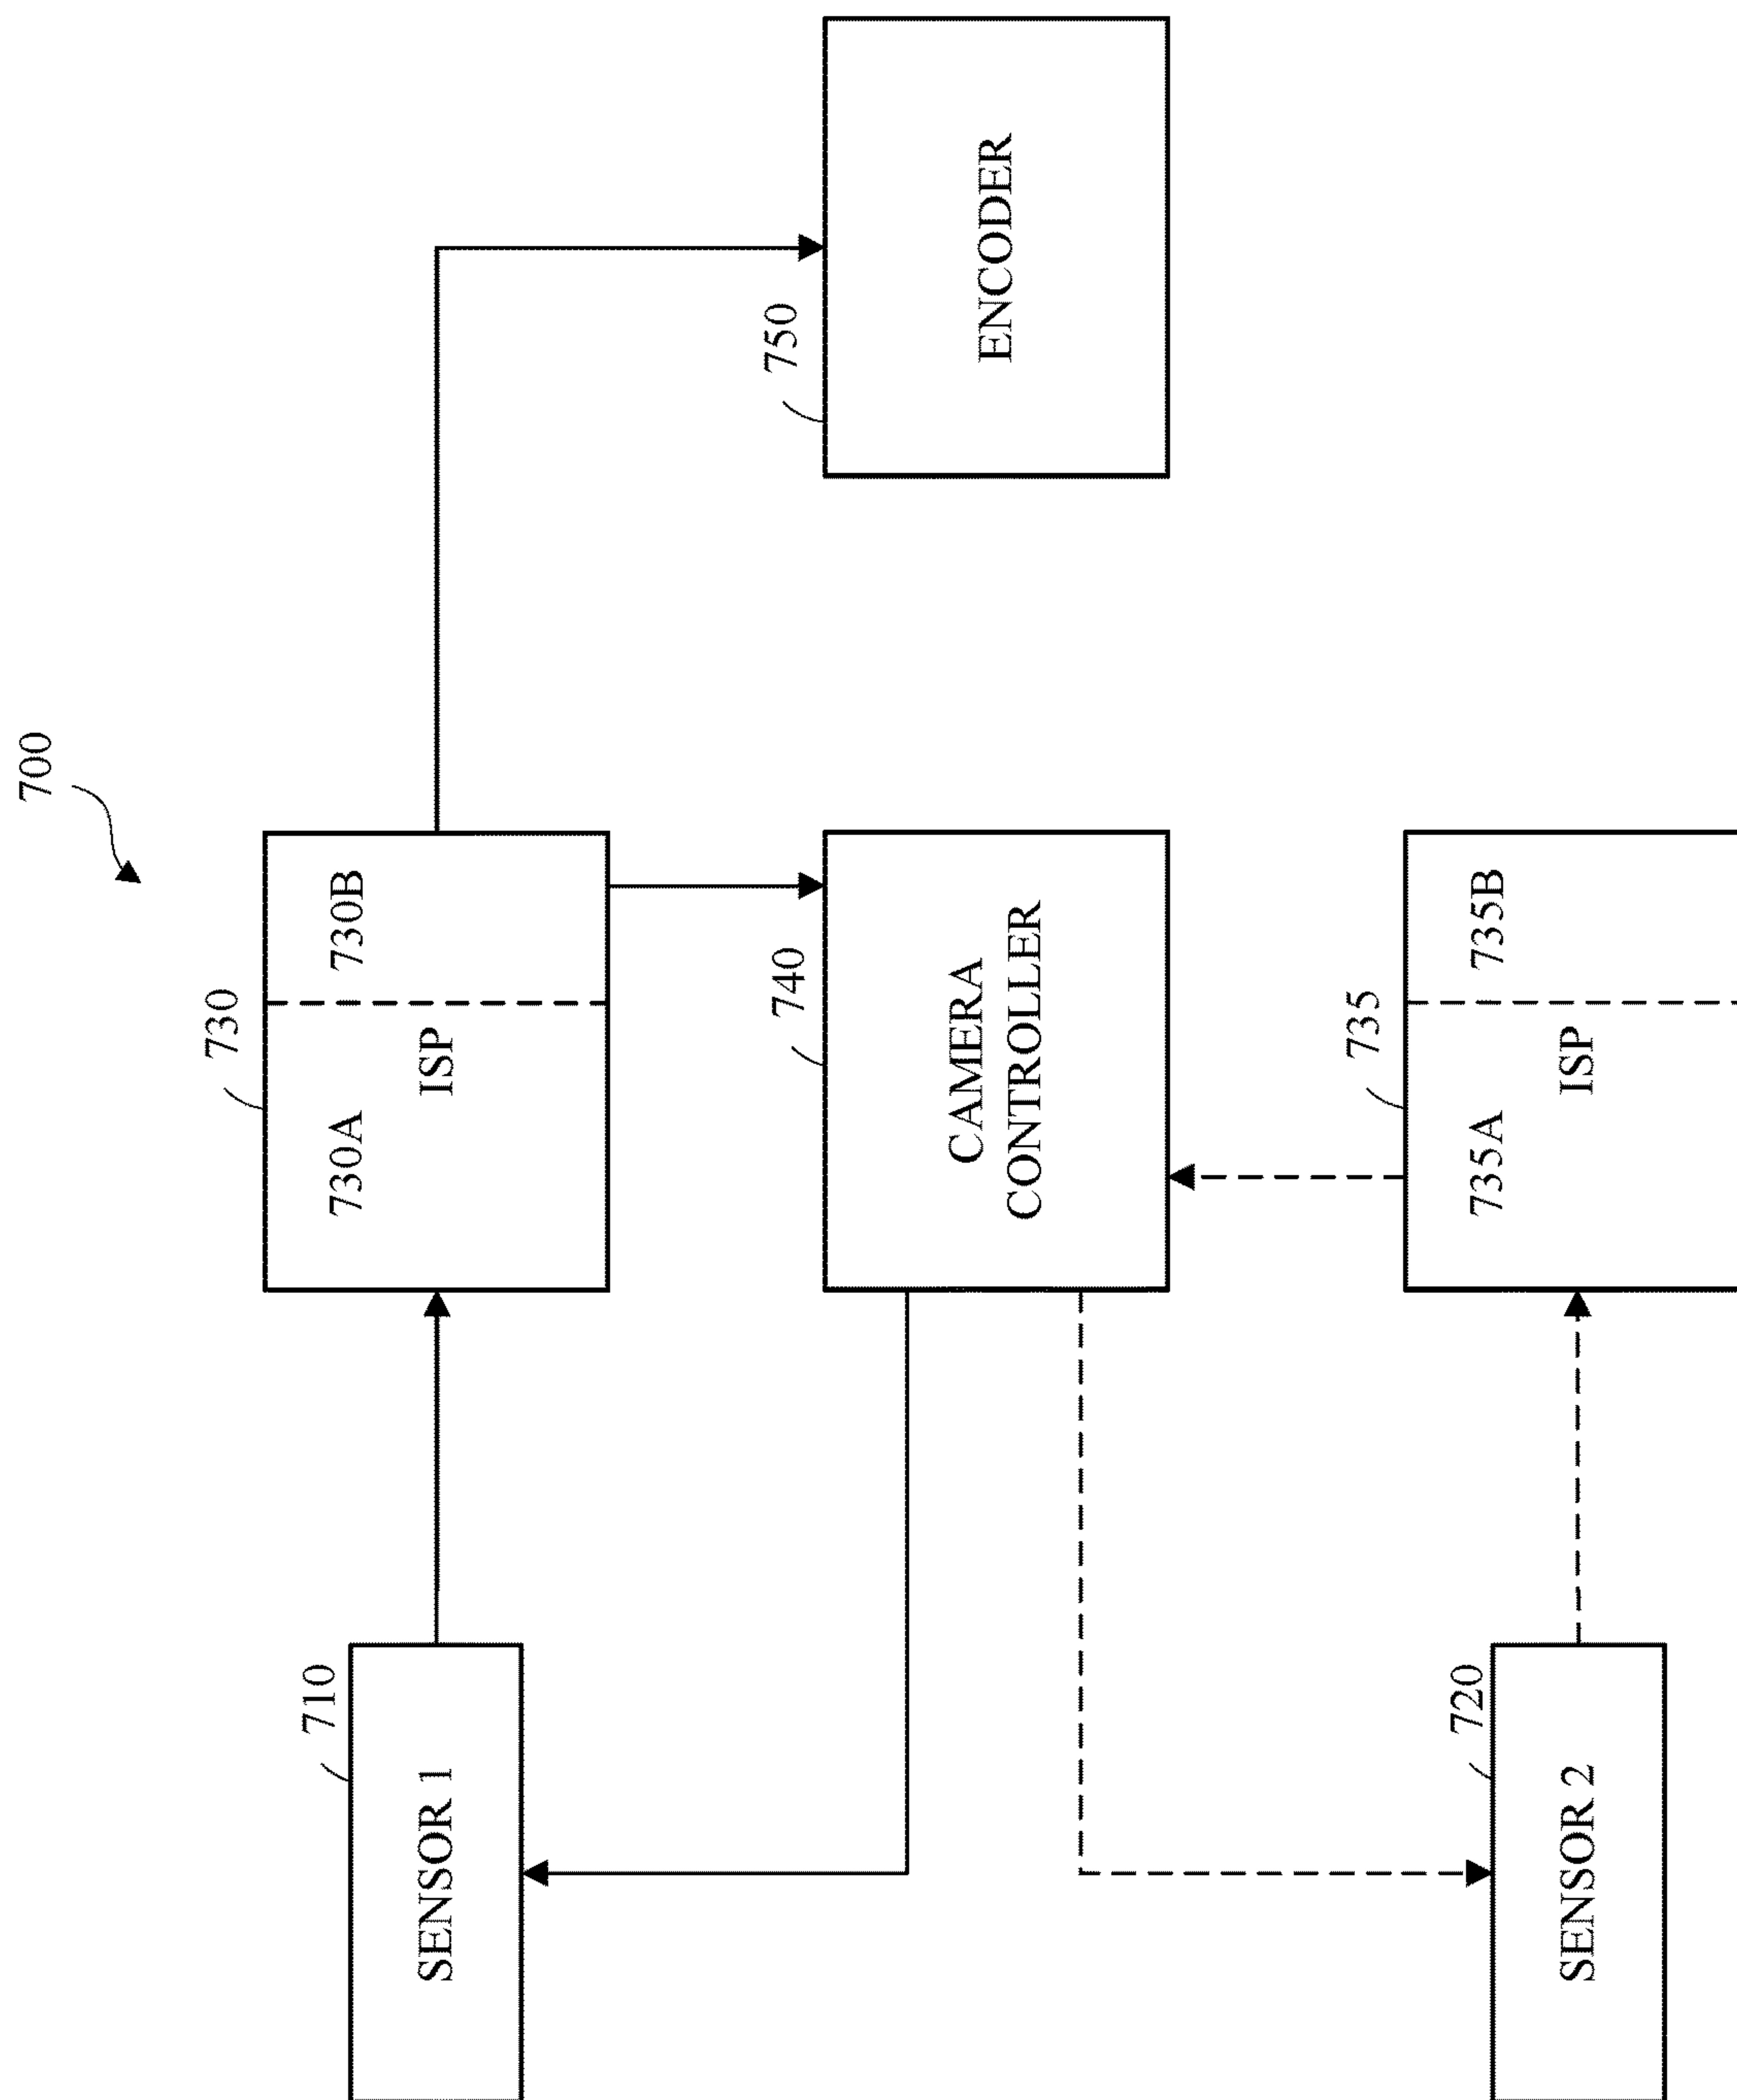 700
710
SENSOR 1
730
730A
730B
ISP
740
CAMERA
CONTROLLER
750
ENCODER
720
SENSOR 2
735
735A
735B
ISP